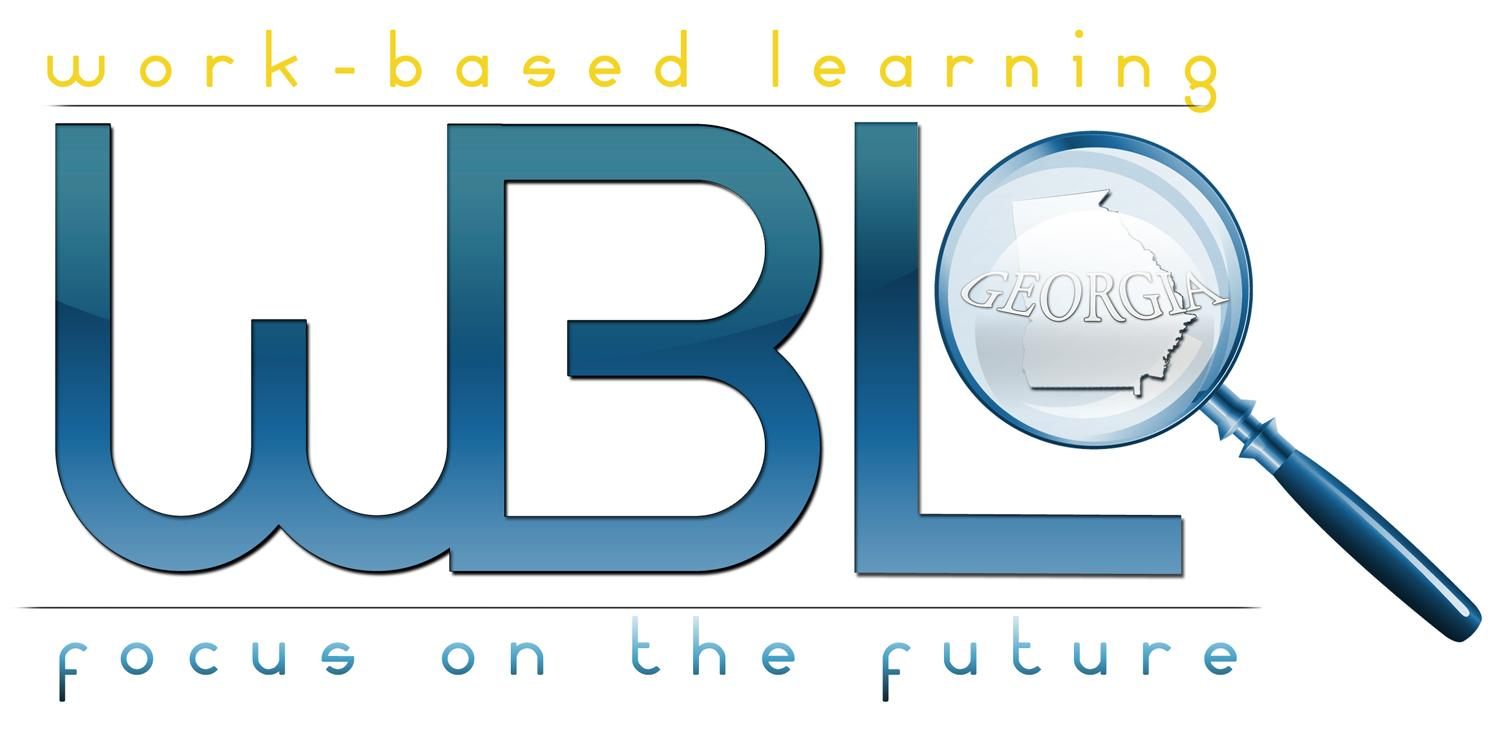 work-based learning
WBL
GEORGIA
focus on the future